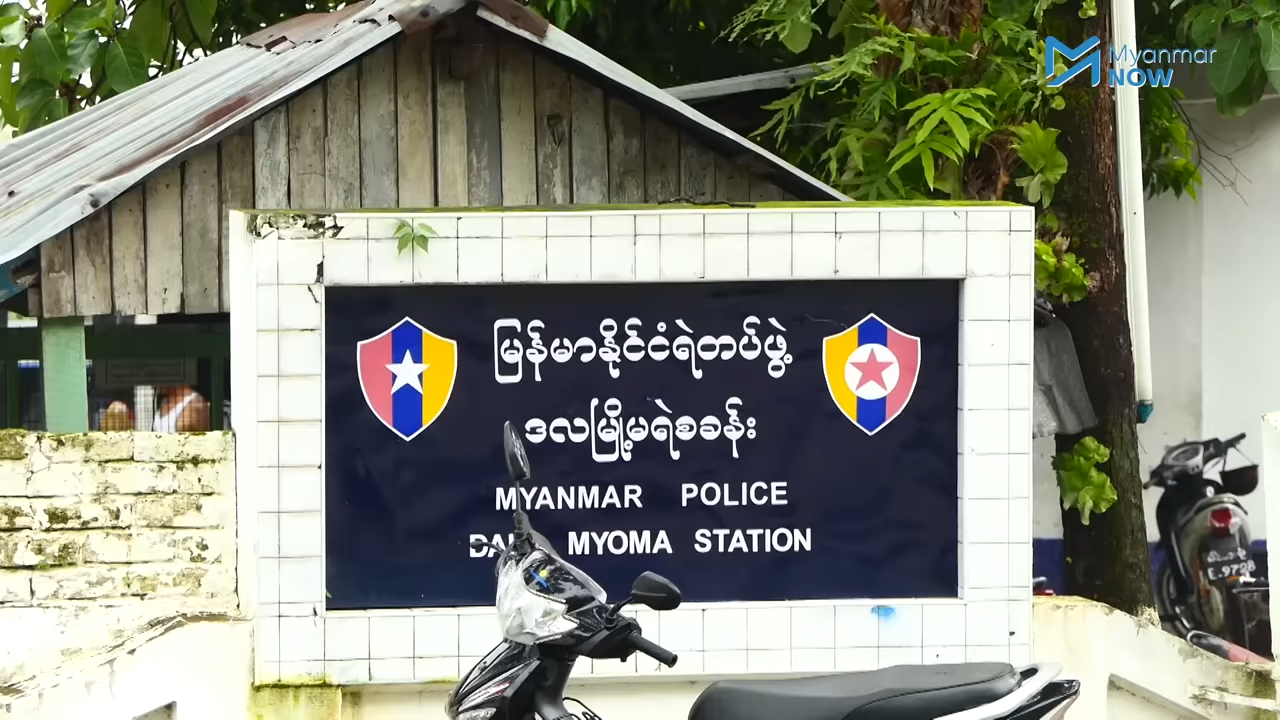 Myanmar
NOW
မြန်မာနိုင်ငံရဲတပ်ဖွဲ့
ဒလမြို့မရဲစခန်း
MYANMAR POLICE
MYOMA STATION
E.9728